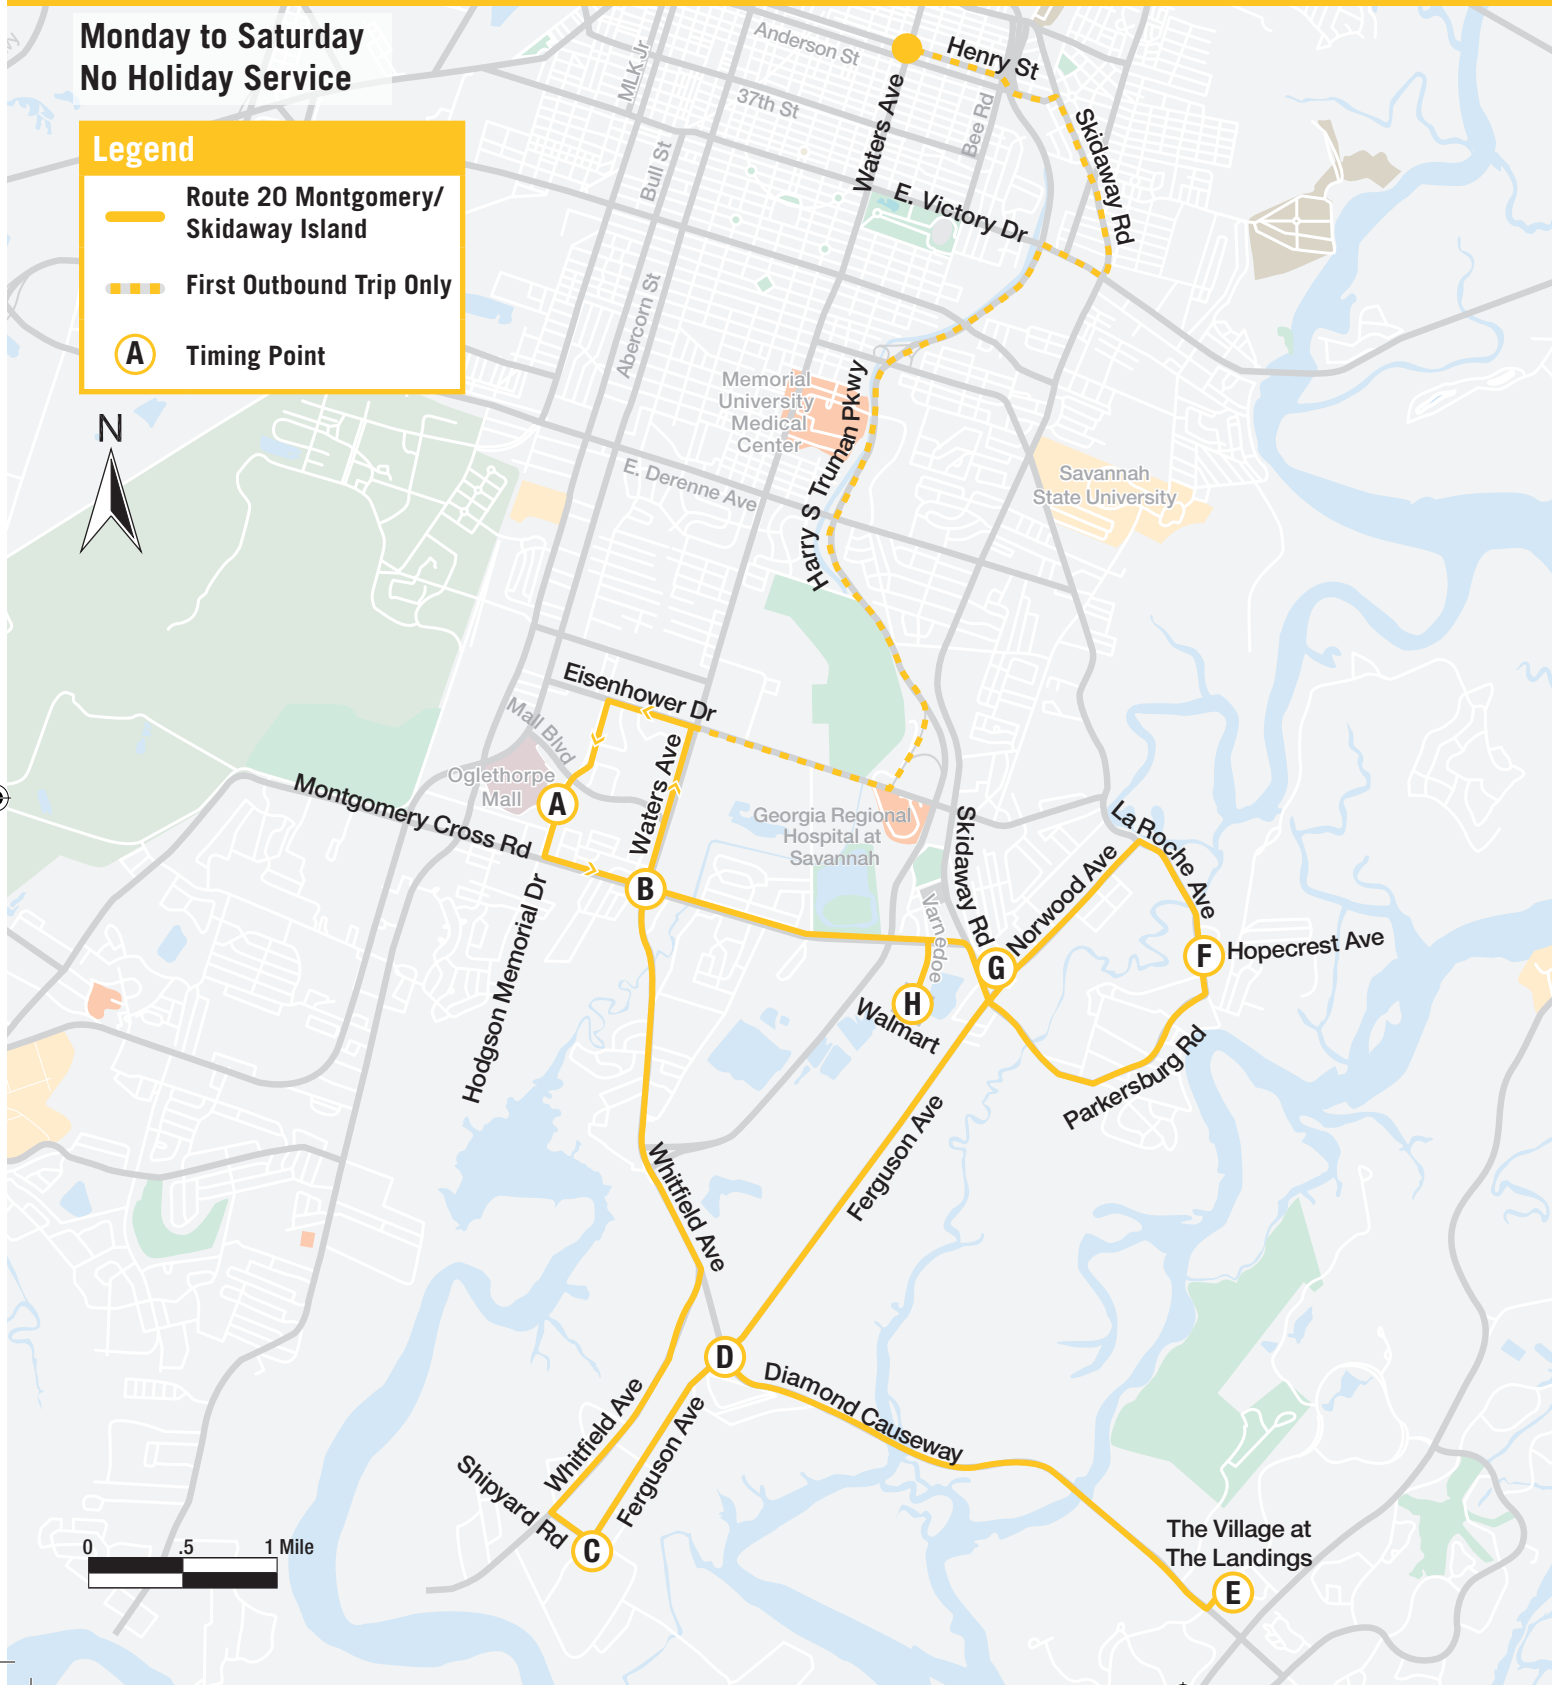 Monday to Saturday
No Holiday Service
Legend
Route 20 Montgomery/
Skidaway Island
First Outbound Trip Only
A
Timing Point
N
Anderson St
Henry St
MLK Jr
37th St
Waters Ave
Bee Rd
Skidaway Rd
Bull St
E. Victory Dr
Abercorn St
Memorial
University
Medical
Center
Harry S Truman Pkwy
E. Derenne Ave
Savannah
State University
Eisenhower Dr
Mall Blvd
Oglethorpe
Mall
A
Waters Ave
Montgomery Cross Rd
Georgia Regional
Hospital at
Savannah
Skidaway Rd
La Roche Ave
Norwood Ave
B
Varnedoe
Hodgson Memorial Dr
G
F
Hopecrest Ave
H
Walmart
Parkersburg Rd
Ferguson Ave
Whitfield Ave
D
Diamond Causeway
Whitfield Ave
Ferguson Ave
Shipyard Rd
C
The Village at
The Landings
E
0 .5 1 Mile